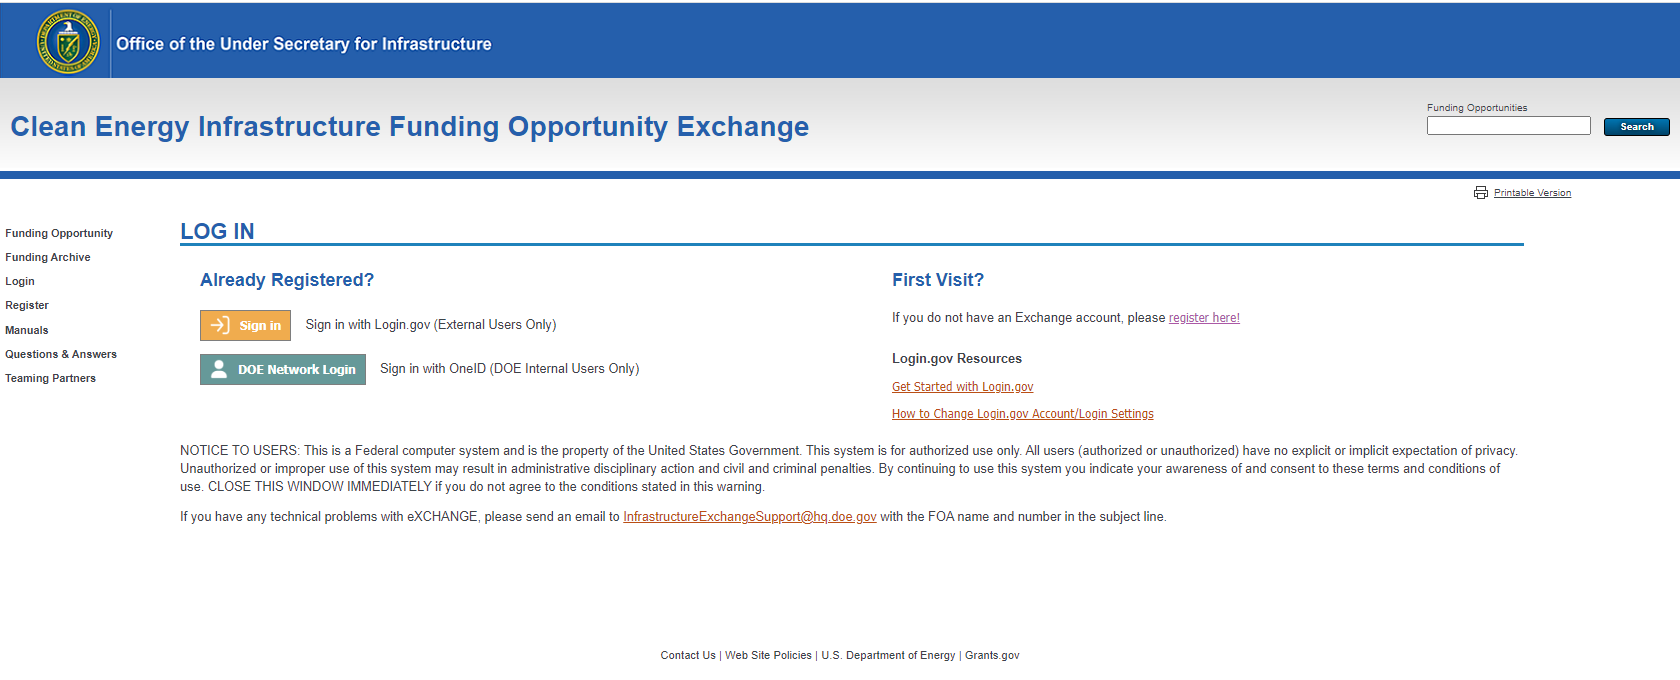 Office of the Under Secretary for Infrastructure
Clean Energy Infrastructure Funding Opportunity Exchange
Funding Opportunities
Search
Printable Version
Funding Opportunity
Funding Archive
Login
Register
Manuals
Questions & Answers
Teaming Partners
LOG IN
Already Registered?
Sign in
Sign in with Login.gov (External Users Only)
DOE Network Login
Sign in with OneID (DOE Internal Users Only)
First Visit?
If you do not have an Exchange account, please register here!
Login.gov Resources
Get Started with Login.gov
How to Change Login.gov Account/Login Settings
NOTICE TO USERS: This is a Federal computer system and is the property of the United States Government. This system is for authorized use only. All users (authorized or unauthorized) have no explicit or implicit expectation of privacy.
Unauthorized or improper use of this system may result in administrative disciplinary action and civil and criminal penalties. By continuing to use this system you indicate your awareness of and consent to these terms and conditions of
use. CLOSE THIS WINDOW IMMEDIATELY if you do not agree to the conditions stated in this warning.
If you have any technical problems with eXCHANGE, please send an email to InfrastructureExchangeSupport@hq.doe.gov with the FOA name and number in the subject line.
Contact Us | Web Site Policies | U.S. Department of Energy | Grants.gov